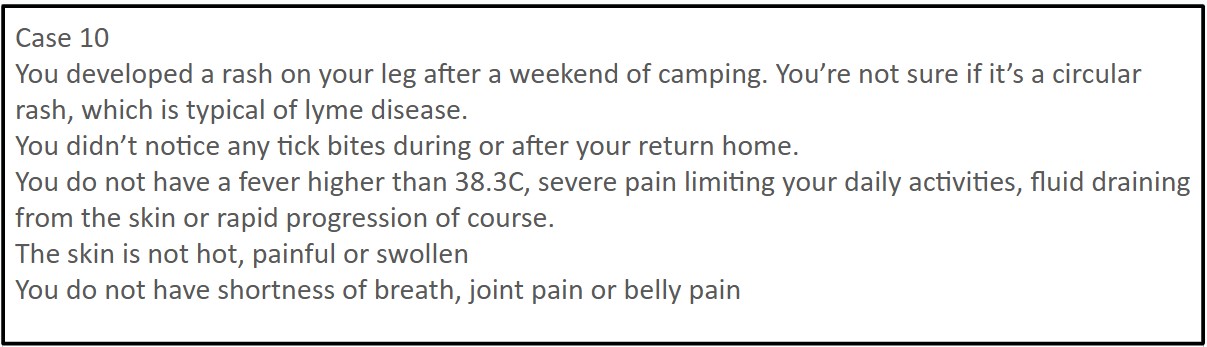 Case 10
You developed a rash on your leg after a weekend of camping. You’re not sure if it’s a circular
rash, which is typical of lyme disease.
You didn’t notice any tick bites during or after your return home.
You do not have a fever higher than 38.3C, severe pain limiting your daily activities, fluid draining
from the skin or rapid progression of course.
The skin is not hot, painful or swollen
You do not have shortness of breath, joint pain or belly pain